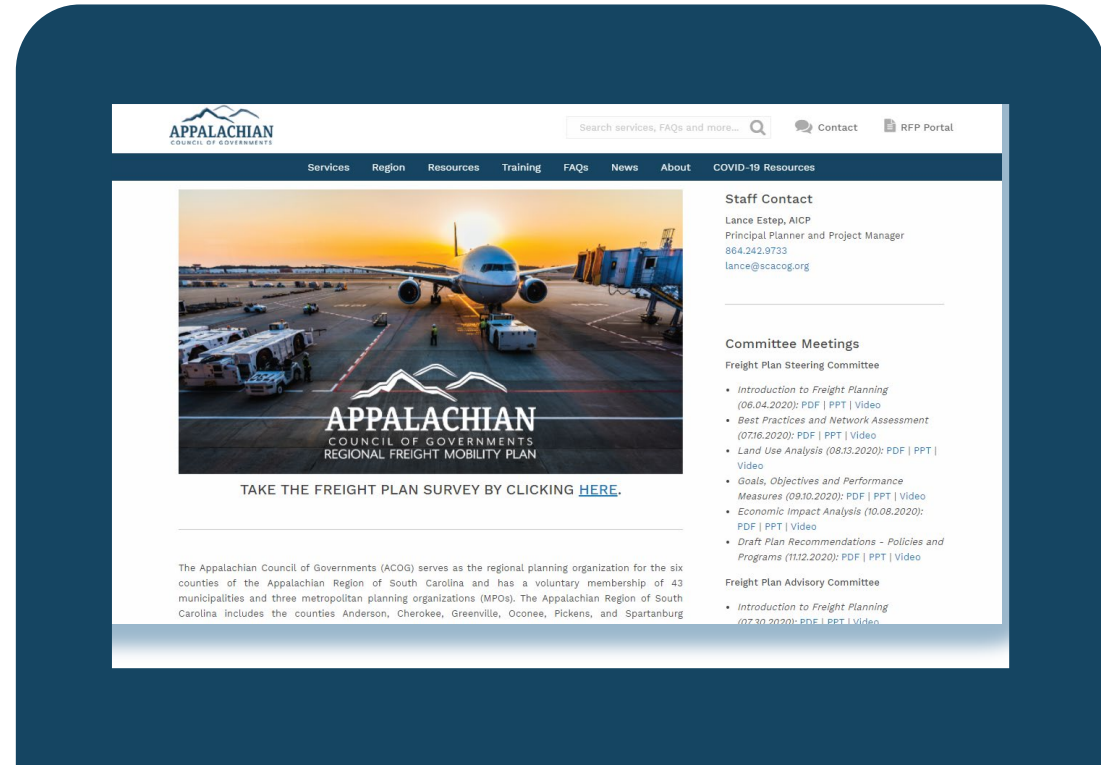 APPALACHIAN
COUNCIL OF GOVERNMENTS
Search services, FAQs and more...
Contact
RFP Portal
Services Region Resources Training FAQs News About COVID-19 Resources
APPALACHIAN
COUNCIL OF GOVERNMENTS
REGIONAL FREIGHT MOBILITY PLAN
TAKE THE FREIGHT PLAN SURVEY BY CLICKING HERE.
The Appalachian Council of Governments (ACOG) serves as the regional planning organization for the six
counties of the Appalachian Region of South Carolina and has a voluntary membership of 43
municipalities and three metropolitan planning organizations (MPOs). The Appalachian Region of South
Carolina includes the counties Anderson, Cherokee, Greenville, Oconee, Pickens, and Spartanburg
Staff Contact
Lance Estep, AICP
Principal Planner and Project Manager
864.242.9733
lance@scacog.org
Committee Meetings
Freight Plan Steering Committee
• Introduction to Freight Planning
(06.04.2020): PDF | PPT | Video
• Best Practices and Network Assessment
(07.16.2020): PDF | PPT | Video
• Land Use Analysis (08.13.2020): PDF | PPT |
Video
• Goals, Objectives and Performance
Measures (09.10.2020): PDF | PPT | Video
• Economic Impact Analysis (10.08.2020):
PDF | PPT | Video
• Draft Plan Recommendations - Policies and
Programs (11.12.2020): PDF | PPT | Video
Freight Plan Advisory Committee
• Introduction to Freight Planning
(07.30.2020): PDF | PPT | Video